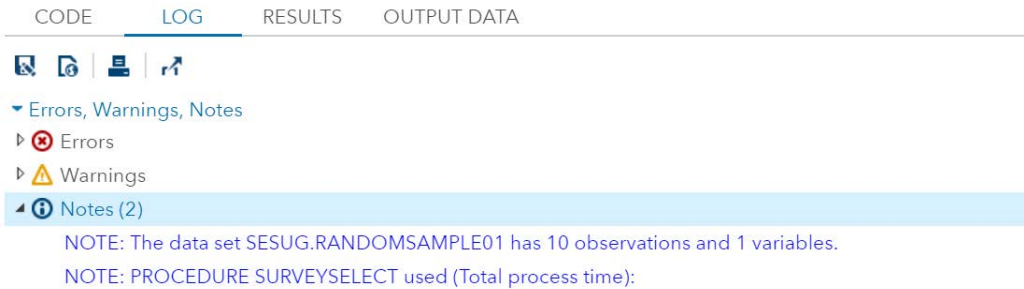 CODE LOG RESULTS OUTPUT DATA
Errors, Warnings, Notes
Errors
Warnings
Notes (2)
NOTE: The data set SESUG.RANDOMSAMPLE01 has 10 observations and 1 variables.
NOTE: PROCEDURE SURVEYSELECT used (Total process time):